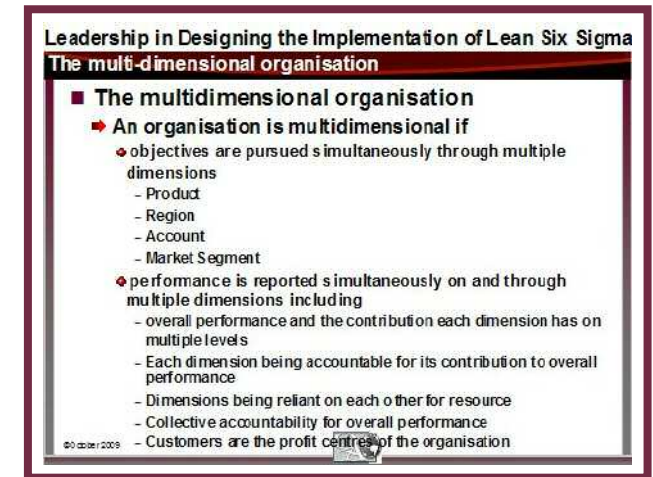 Leadership in Designing the Implementation of Lean Six Sigma
The multi-dimensional organisation
The multidimensional organisation
An organisation is multidimensional if
objectives are pursued simultaneously through multiple
dimensions
- Product
- Region
- Account
- Market Segment
performance is reported simultaneously on and through
multiple dimensions including
- overall performance and the contribution each dimension has on
multiple levels
- Each dimension being accountable for its contribution to overall
performance
- Dimensions being reliant on each other for resource
- Collective accountability for overall performance
- Customers are the profit centres of the organisation
©October 2009